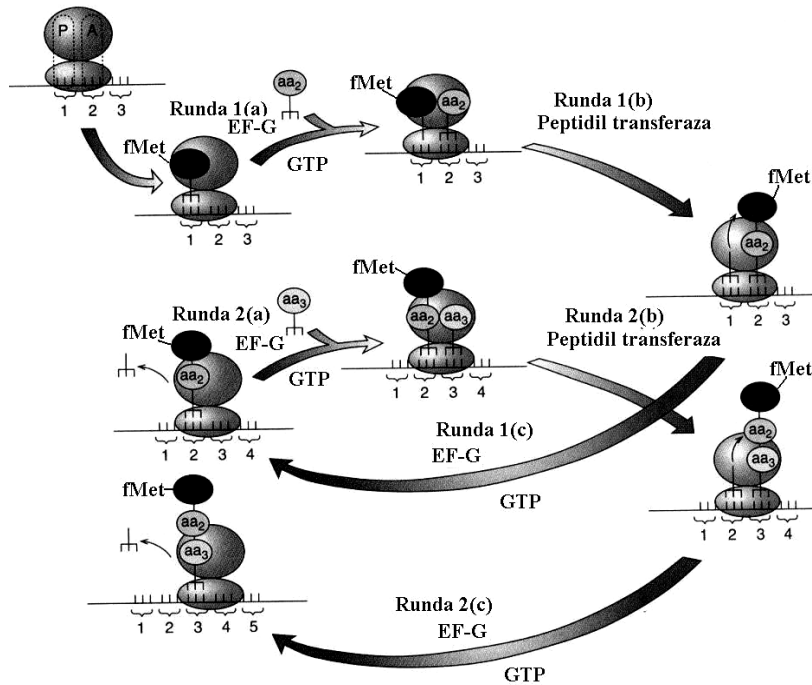 P A
1 2 3
Runda 1(a)
EF-G
aa2
GTP
fMet
1 2 3
fMet
aa2
1 2 3
Runda 1(b)
Peptidil transferaza
fMet
aa2
1 2 3
Runda 2(a)
EF-G
aa3
GTP
fMet
aa2
1 2 3 4
fMet
aa2 aa3
1 2 3 4
Runda 2(b)
Peptidil transferaza
fMet
aa2
aa3
1 2 3 4
Runda 1(c)
EF-G
GTP
fMet
aa2
aa3
1 2 3 4 5
Runda 2(c)
EF-G
GTP